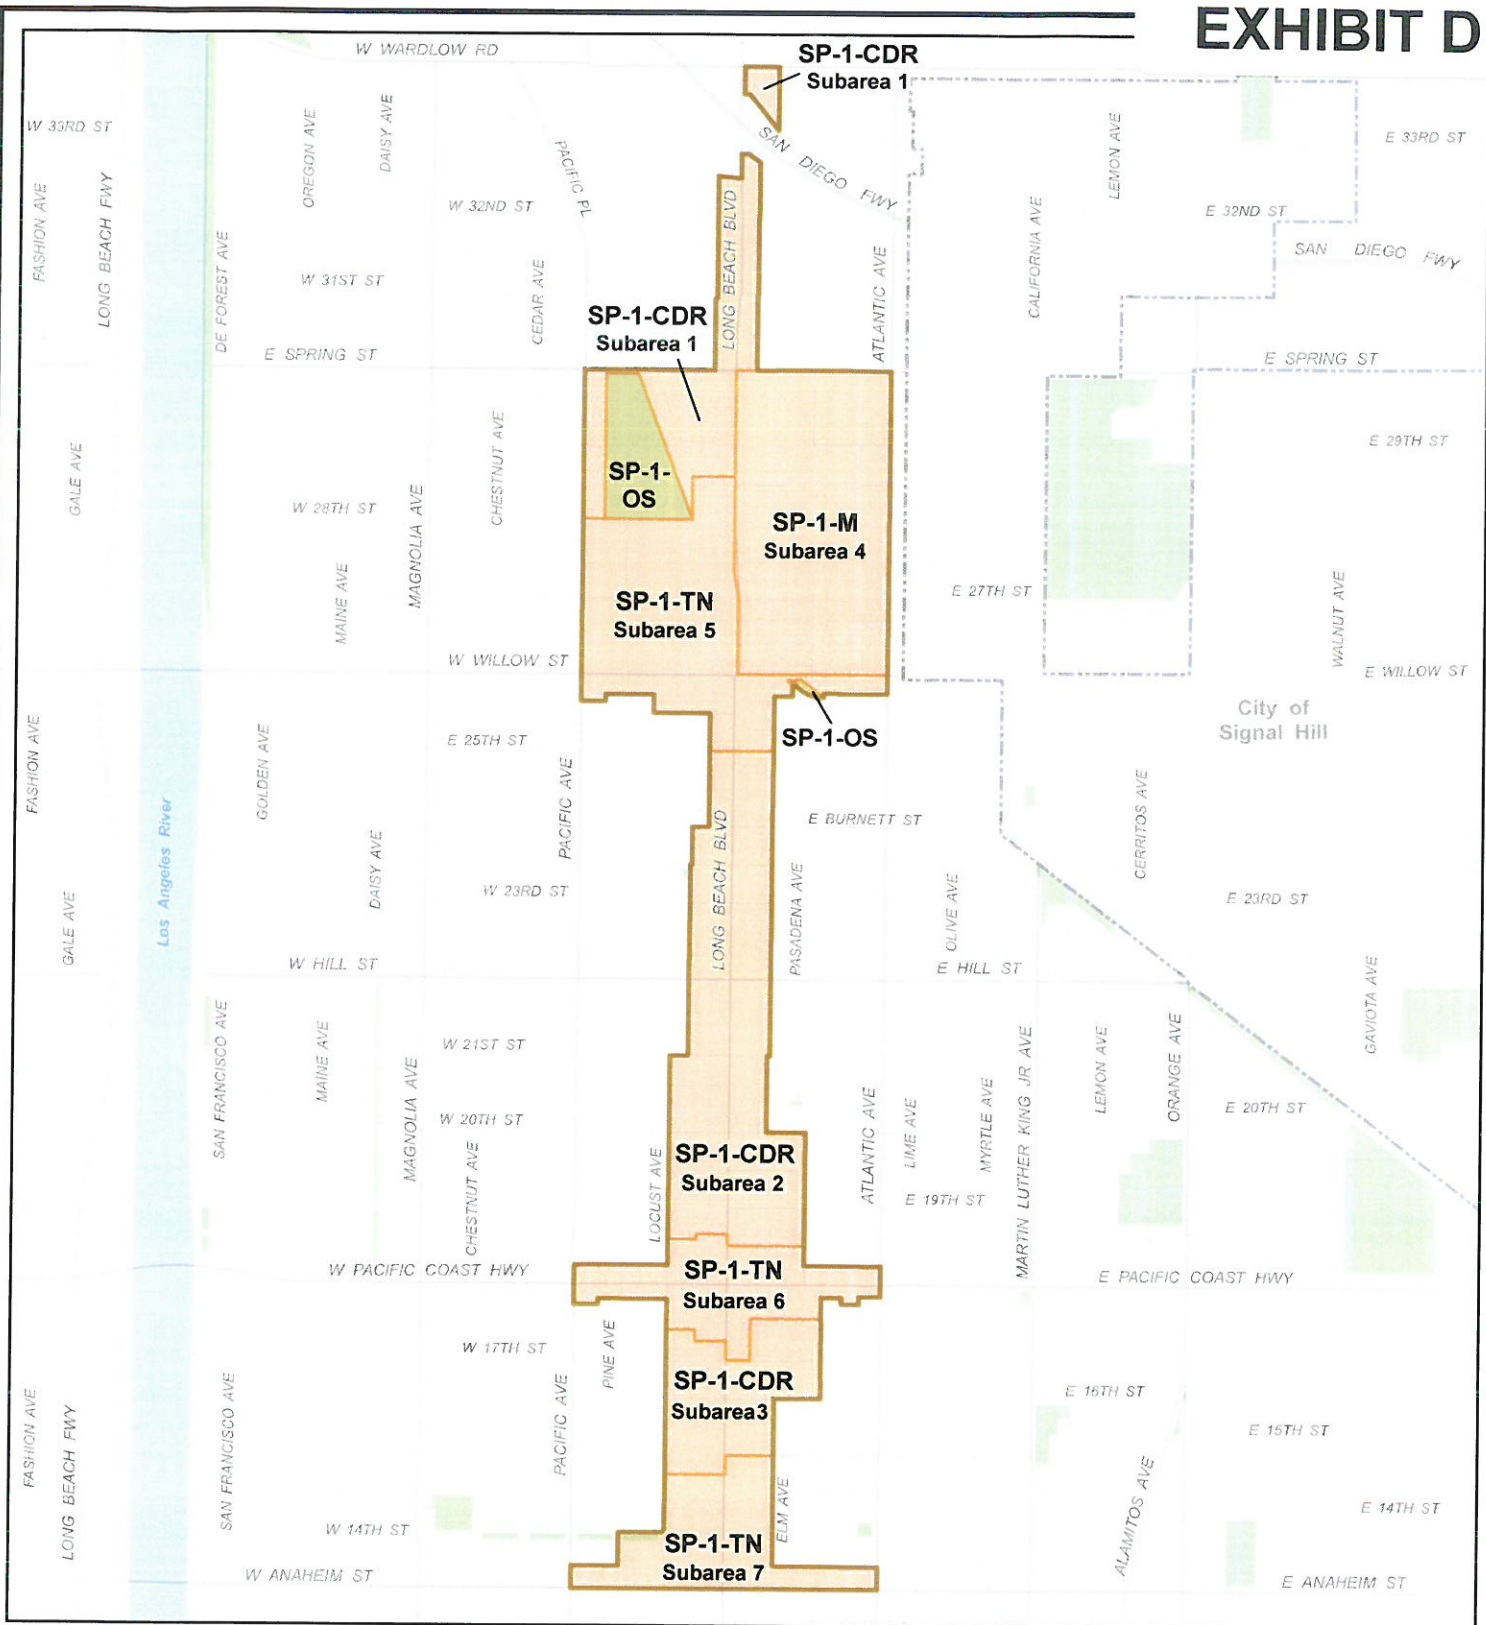 EXHIBIT D
W WARDLOW RD
SP-1-CDR
Subarea 1
W 33RD ST
OREGON AVE
DAISY AVE
PACIFIC PL
SAN DIEGO FWY
LEMON AVE
E 33RD ST
FASHION AVE
LONG BEACH FWY
W 32ND ST
LONG BEACH BLVD
E 32ND ST
DE FOREST AVE
W 31ST ST
CEDAR AVE
ATLANTIC AVE
CALIFORNIA AVE
SAN DIEGO FWY
SP-1-CDR
Subarea 1
E SPRING ST
E SPRING ST
GALE AVE
CHESTNUT AVE
E 29TH ST
SP-1-
OS
W 28TH ST
MAGNOLIA AVE
SP-1-M
Subarea 4
MAINE AVE
SP-1-TN
Subarea 5
E 27TH ST
WALNUT AVE
W WILLOW ST
E WILLOW ST
City of
Signal Hill
SP-1-OS
FASHION AVE
GOLDEN AVE
E 25TH ST
PACIFIC AVE
Los Angeles River
DAISY AVE
LONG BEACH BLVD
E BURNETT ST
CERRITOS AVE
W 23RD ST
PASADENA AVE
OLIVE AVE
E 23RD ST
GALE AVE
W HILL ST
E HILL ST
GAVIOTA AVE
SAN FRANCISCO AVE
MAINE AVE
MAGNOLIA AVE
W 21ST ST
MARTIN LUTHER KING JR AVE
LEMON AVE
ORANGE AVE
W 20TH ST
ATLANTIC AVE
LIME AVE
MYRTLE AVE
E 20TH ST
CHESTNUT AVE
LOCUST AVE
SP-1-CDR
Subarea 2
E 19TH ST
W PACIFIC COAST HWY
SP-1-TN
Subarea 6
E PACIFIC COAST HWY
W 17TH ST
PINE AVE
SP-1-CDR
Subarea3
E 16TH ST
FASHION AVE
LONG BEACH FWY
SAN FRANCISCO AVE
PACIFIC AVE
E 15TH ST
ELM AVE
ALAMITOS AVE
E 14TH ST
W 14TH ST
SP-1-TN
Subarea 7
W ANAHEIM ST
E ANAHEIM ST